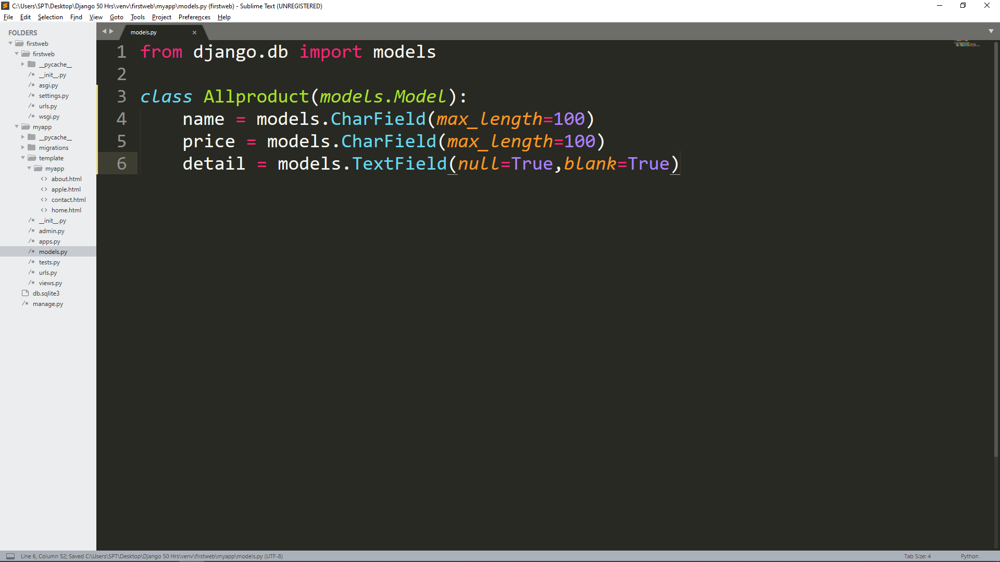 C:\Users\SPT\Desktop\Django 50 Hrs\venv\firstweb\myapp\models.py (firstweb) - Sublime Text (UNREGISTERED)
File Edit Selection Find View Goto Tools Project Preferences Help
FOLDERS
firstweb
firstweb
__pycache__
__init__.py
asgi.py
settings.py
urls.py
wsgi.py
myapp
__pycache__
migrations
template
myapp
about.html
apple.html
contact.html
home.html
__init__.py
admin.py
apps.py
models.py
tests.py
urls.py
views.py
db.sqlite3
manage.py
models.py
1 from django.db import models
2
3 class Allproduct(models.Model):
4     name = models.CharField(max_length=100)
5     price = models.CharField(max_length=100)
6     detail = models.TextField(null=True,blank=True)
Line 6, Column 52; Saved C:\Users\SPT\Desktop\Django 50 Hrs\venv\firstweb\myapp\models.py (UTF-8)
Tab Size: 4
Python